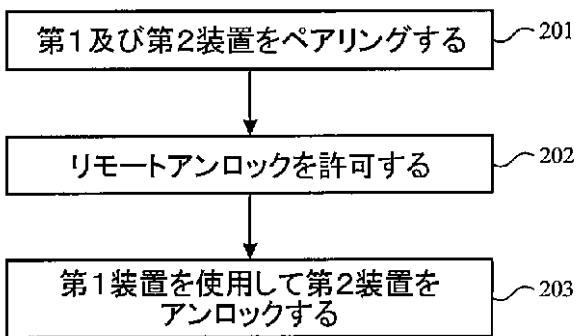 第1及び第2装置をペアリングする
201
リモートアンロックを許可する
202
第1装置を使用して第2装置を
アンロックする
203